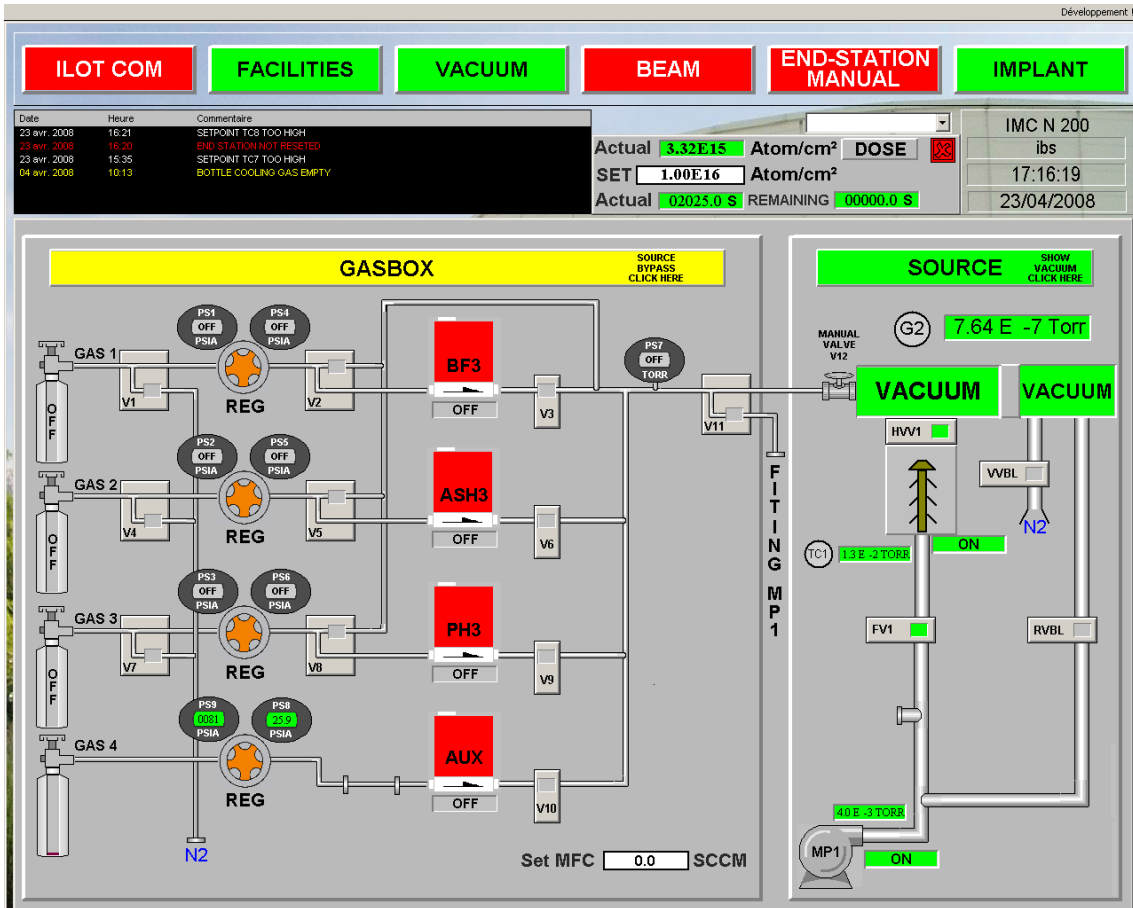 Développement !
ILOT COM
FACILITIES
VACUUM
BEAM
END-STATION
MANUAL
IMPLANT
Date Heure Commentaire
23 avr. 2008 16:21 SETPOINT TC8 TOO HIGH
23 avr. 2008 16:20 END STATION NOT RESETED
23 avr. 2008 15:35 SETPOINT TC7 TOO HIGH
04 avr. 2008 10:13 BOTTLE COOLING GAS EMPTY
Actual 3.32E15 Atom/cm² DOSE
SET 1.00E16 Atom/cm²
Actual 02025.0 S REMAINING 00000.0 S
IMC N 200
ibs
17:16:19
23/04/2008
GASBOX
SOURCE
BYPASS
CLICK HERE
PS1
OFF
PSIA
PS4
OFF
PSIA
GAS 1
OFF
V1
REG
V2
BF3
OFF
V3
PS7
OFF
TORR
V11
PS2
OFF
PSIA
PS5
OFF
PSIA
GAS 2
OFF
V4
REG
V5
ASH3
OFF
V6
FITING MP1
PS3
OFF
PSIA
PS6
OFF
PSIA
GAS 3
OFF
V7
REG
V8
PH3
OFF
V9
PS9
0081
PSIA
PS8
25.9
PSIA
GAS 4
REG
AUX
OFF
V10
N2
Set MFC 0.0 SCCM
SOURCE
SHOW
VACUUM
CLICK HERE
MANUAL
VALVE
V12
G2 7.64 E -7 Torr
VACUUM
VACUUM
HVV1
VVBL
N2
ON
TC1 1.3 E -2 TORR
FV1
RVBL
4.0 E -3 TORR
MP1
ON